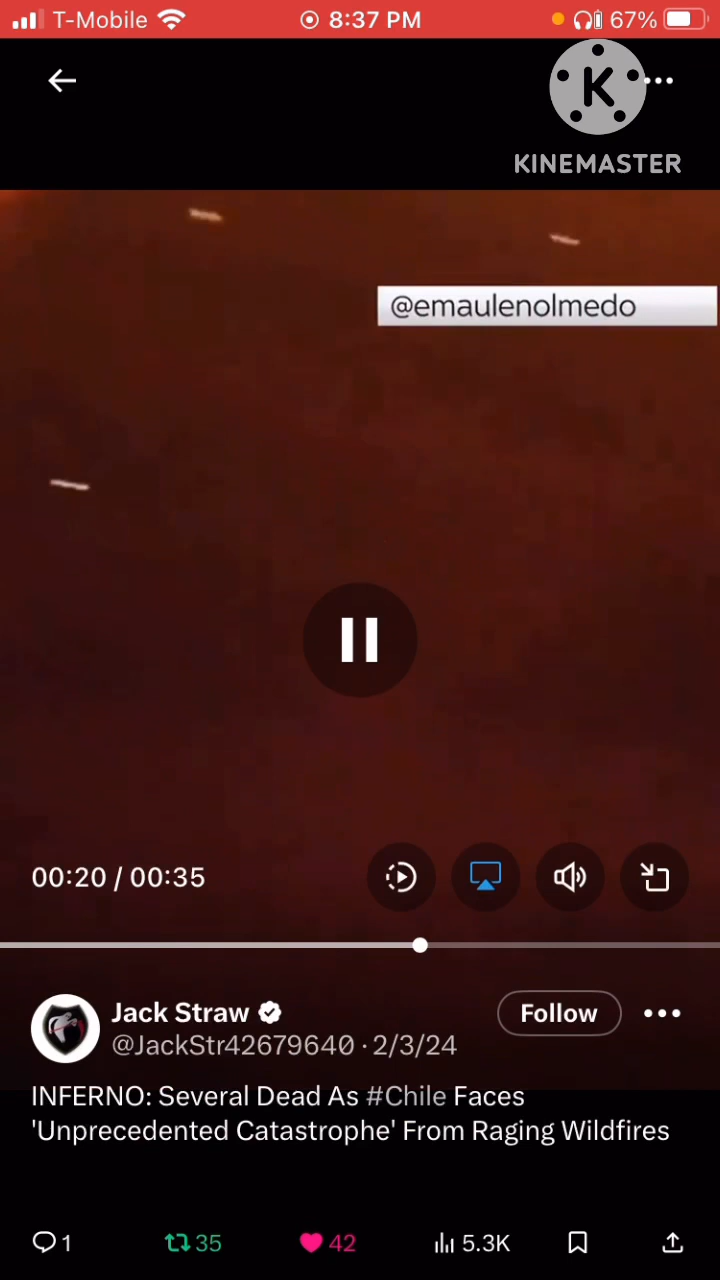 T-Mobile 8:37 PM 67%
K
KINEMASTER
@emaulenolmedo
00:20 / 00:35
Jack Straw
Follow
@JackStr42679640 · 2/3/24
INFERNO: Several Dead As #Chile Faces
'Unprecedented Catastrophe' From Raging Wildfires
1 35 42 5.3K